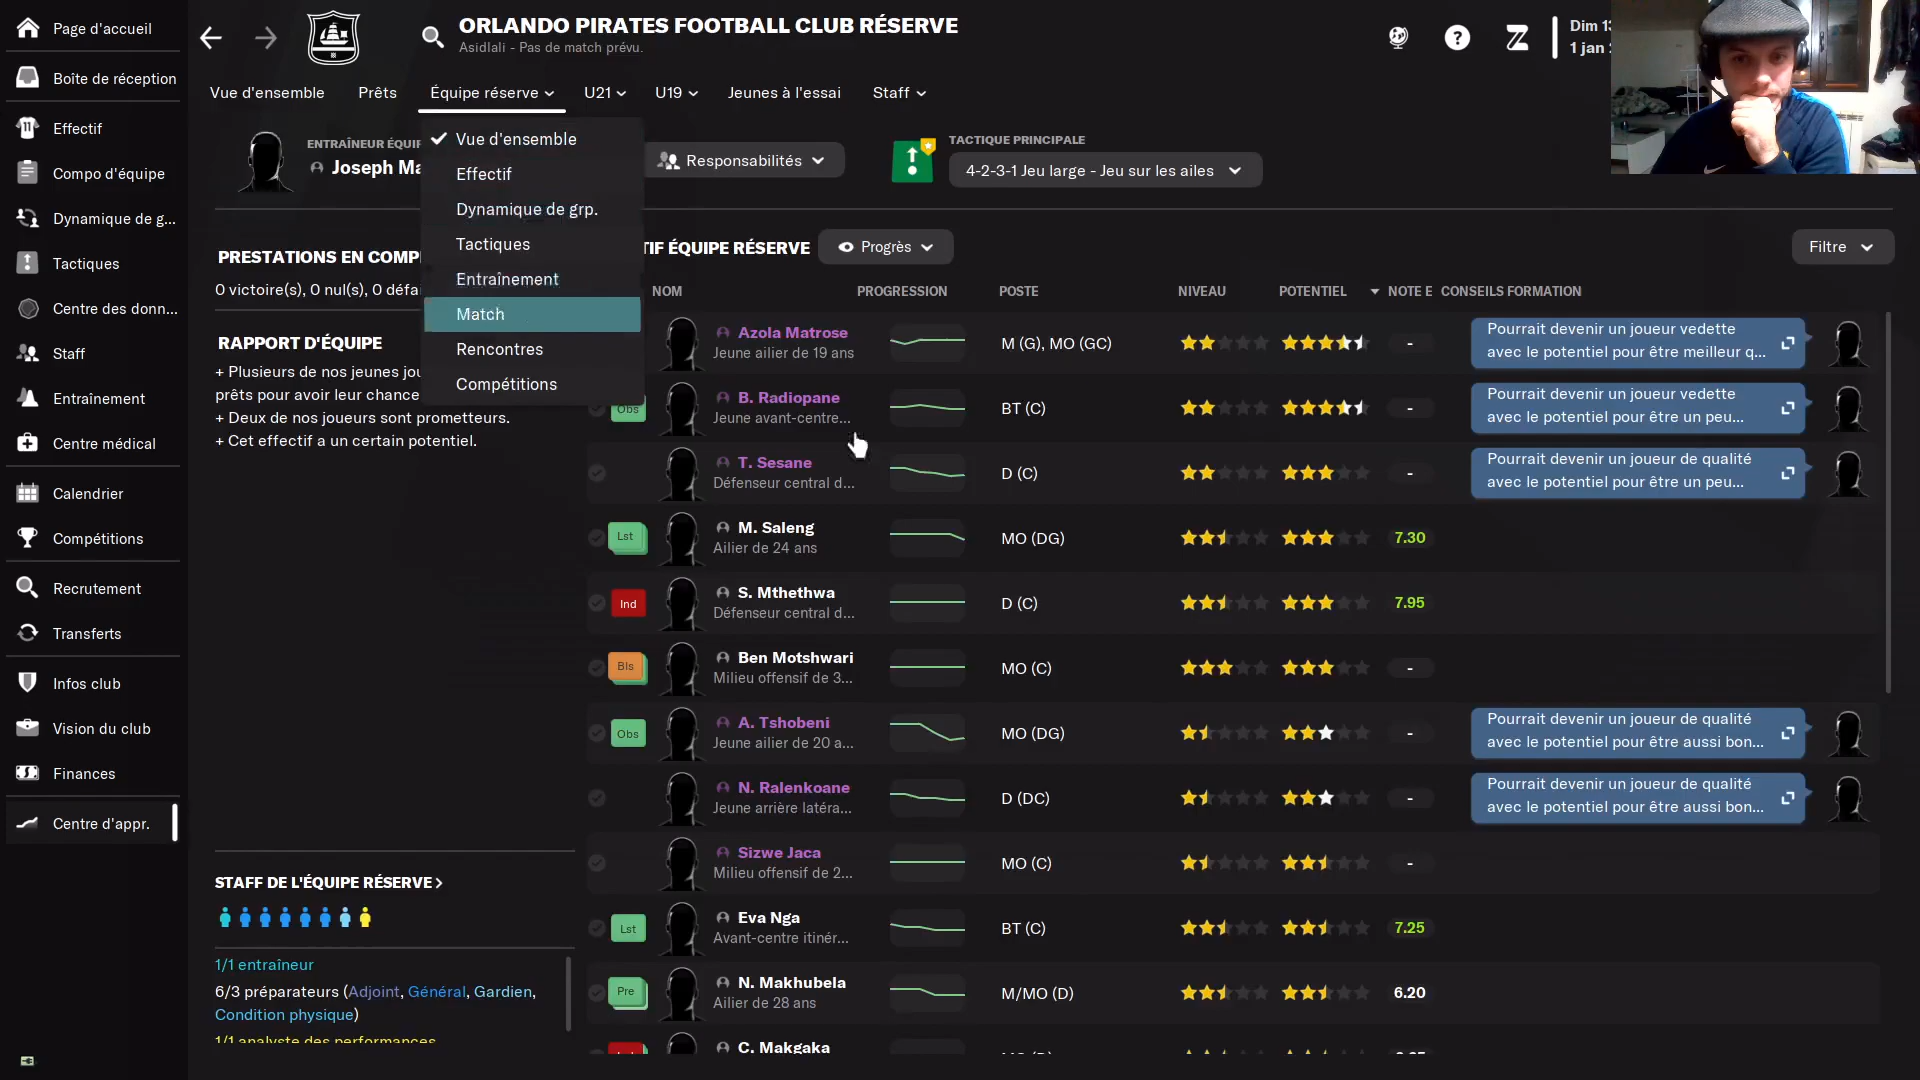 Page d'accueil
Boîte de réception
Effectif
Compo d'équipe
Dynamique de g...
Tactiques
Centre des donn...
Staff
Entraînement
Centre médical
Calendrier
Compétitions
Recrutement
Transferts
Infos club
Vision du club
Finances
Centre d'appr.
ORLANDO PIRATES FOOTBALL CLUB RÉSERVE
Asidlali - Pas de match prévu.
Dim 13
1 jan
Vue d'ensemble
Prêts
Équipe réserve
U21
U19
Jeunes à l'essai
Staff
ENTRAÎNEUR ÉQUIP
Joseph Ma
Responsabilités
TACTIQUE PRINCIPALE
4-2-3-1 Jeu large - Jeu sur les ailes
Vue d'ensemble
Effectif
Dynamique de grp.
Tactiques
Entraînement
Match
Rencontres
Compétitions
PRESTATIONS EN COMP
0 victoire(s), 0 nul(s), 0 défai
RAPPORT D'ÉQUIPE
+ Plusieurs de nos jeunes jou
prêts pour avoir leur chance
+ Deux de nos joueurs sont prometteurs.
+ Cet effectif a un certain potentiel.
STAFF DE L'ÉQUIPE RÉSERVE >
1/1 entraîneur
6/3 préparateurs (Adjoint, Général, Gardien,
Condition physique)
1/1 analyste des performances
TIF ÉQUIPE RÉSERVE
Progrès
Filtre
NOM PROGRESSION POSTE NIVEAU POTENTIEL NOTE E CONSEILS FORMATION
Azola Matrose
Jeune ailier de 19 ans
M (G), MO (GC)
-
Pourrait devenir un joueur vedette
avec le potentiel pour être meilleur q...
Obs
B. Radiopane
Jeune avant-centre...
BT (C)
-
Pourrait devenir un joueur vedette
avec le potentiel pour être un peu...
T. Sesane
Défenseur central d...
D (C)
-
Pourrait devenir un joueur de qualité
avec le potentiel pour être un peu...
Lst
M. Saleng
Ailier de 24 ans
MO (DG)
7.30
Ind
S. Mthethwa
Défenseur central d...
D (C)
7.95
Bls
Ben Motshwari
Milieu offensif de 3...
MO (C)
-
Obs
A. Tshobeni
Jeune ailier de 20 a...
MO (DG)
-
Pourrait devenir un joueur de qualité
avec le potentiel pour être aussi bon...
N. Ralenkoane
Jeune arrière latéra...
D (DC)
-
Pourrait devenir un joueur de qualité
avec le potentiel pour être aussi bon...
Sizwe Jaca
Milieu offensif de 2...
MO (C)
-
Lst
Eva Nga
Avant-centre itinér...
BT (C)
7.25
Pre
N. Makhubela
Ailier de 28 ans
M/MO (D)
6.20
C. Makgaka